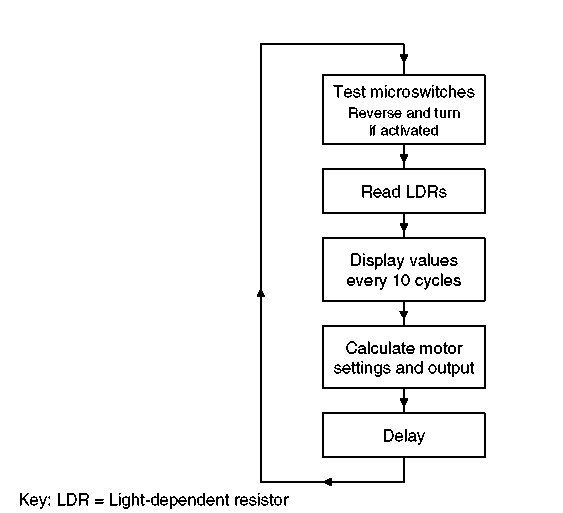 Test microswitches
Reverse and turn
if activated
Read LDRs
Display values
every 10 cycles
Calculate motor
settings and output
Delay
Key: LDR = Light-dependent resistor